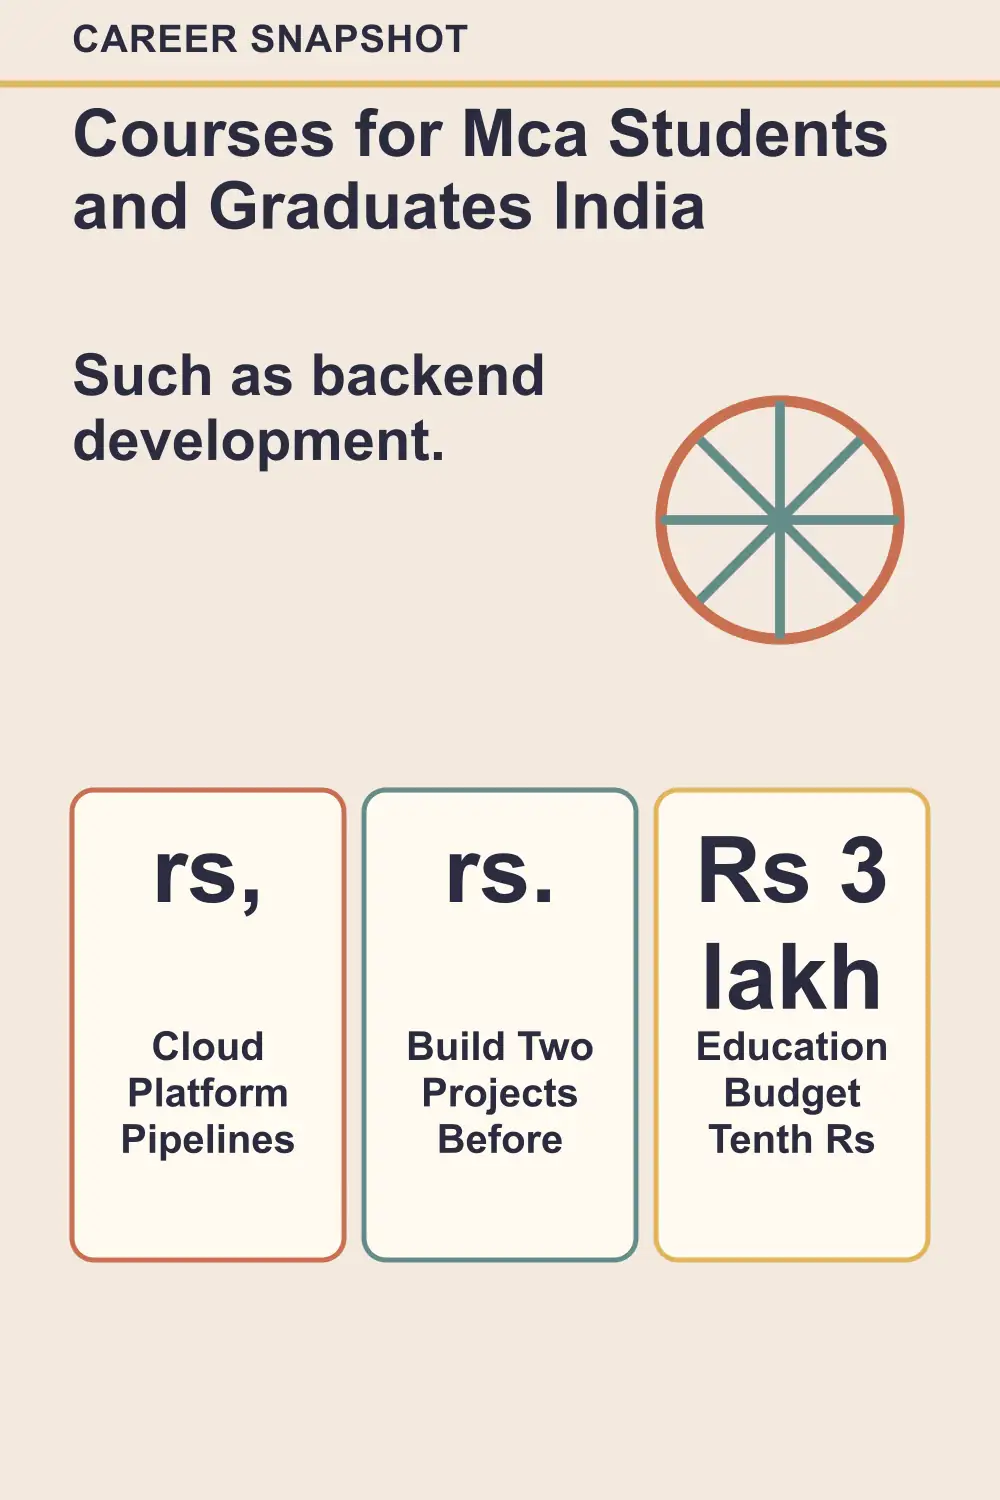 CAREER SNAPSHOT
Courses for Mca Students
and Graduates India
Such as backend
development.
rs,
Cloud
Platform
Pipelines
rs.
Build Two
Projects
Before
Rs 3
lakh
Education
Budget
Tenth Rs